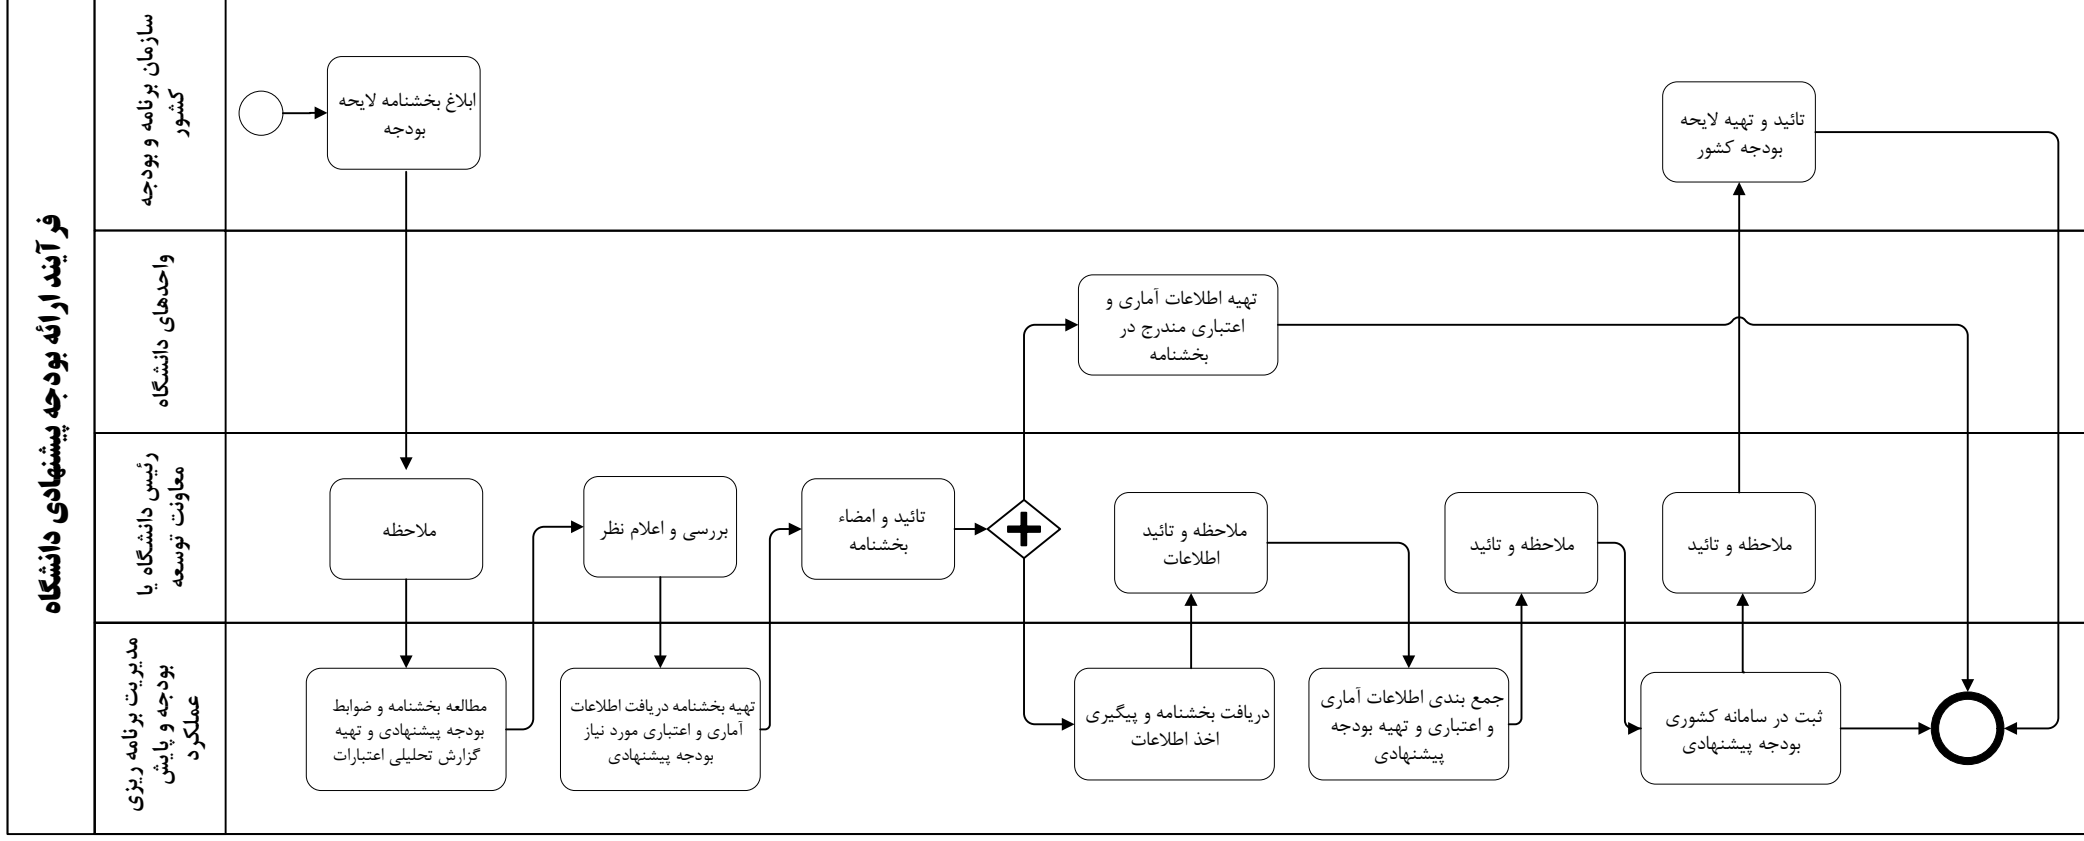 فرآیند ارائه بودجه پیشنهادی دانشگاه
سازمان برنامه و بودجه
کشور
ابلاغ بخشنامه لایحه
بودجه
تائید و تهیه لایحه
بودجه کشور
واحدهای دانشگاه
تهیه اطلاعات آماری و
اعتباری مندرج در
بخشنامه
رئیس دانشگاه یا
معاونت توسعه
ملاحظه
بررسی و اعلام نظر
تائید و امضاء
بخشنامه
ملاحظه و تائید
اطلاعات
ملاحظه و تائید
ملاحظه و تائید
مدیریت برنامه ریزی
بودجه و پایش
عملکرد
مطالعه بخشنامه و ضوابط
بودجه پیشنهادی و تهیه
گزارش تحلیلی اعتبارات
تهیه بخشنامه دریافت اطلاعات
آماری و اعتباری مورد نیاز
بودجه پیشنهادی
دریافت بخشنامه و پیگیری
اخذ اطلاعات
جمع بندی اطلاعات آماری
و اعتباری و تهیه بودجه
پیشنهادی
ثبت در سامانه کشوری
بودجه پیشنهادی